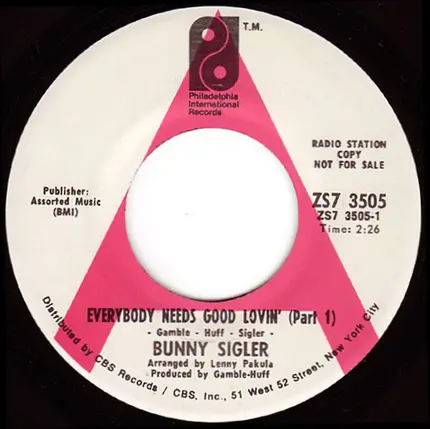 T.M.
Philadelphia
International
Records
RADIO STATION
COPY
NOT FOR SALE
Publisher:
Assorted Music
(BMI)
ZS7 3505
ZS7 3505-1
Time: 2:26
EVERYBODY NEEDS GOOD LOVIN' (Part 1)
- Gamble - Huff - Sigler -
BUNNY SIGLER
Arranged by Lenny Pakula
Produced by Gamble-Huff
Distributed by CBS Records / CBS, Inc., 51 West 52 Street, New York City